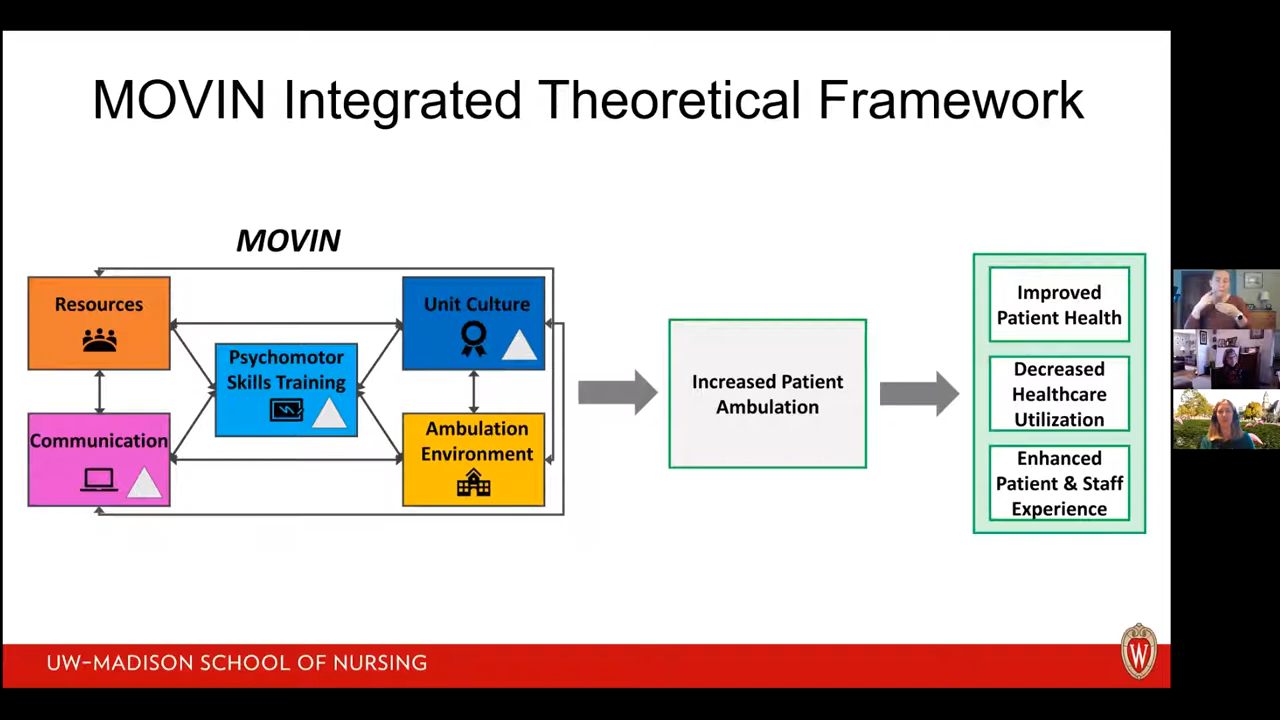 MOVIN Integrated Theoretical Framework
MOVIN
Resources
Unit Culture
Psychomotor
Skills Training
Communication
Ambulation
Environment
Increased Patient
Ambulation
Improved
Patient Health
Decreased
Healthcare
Utilization
Enhanced
Patient & Staff
Experience
UW–MADISON SCHOOL OF NURSING
W